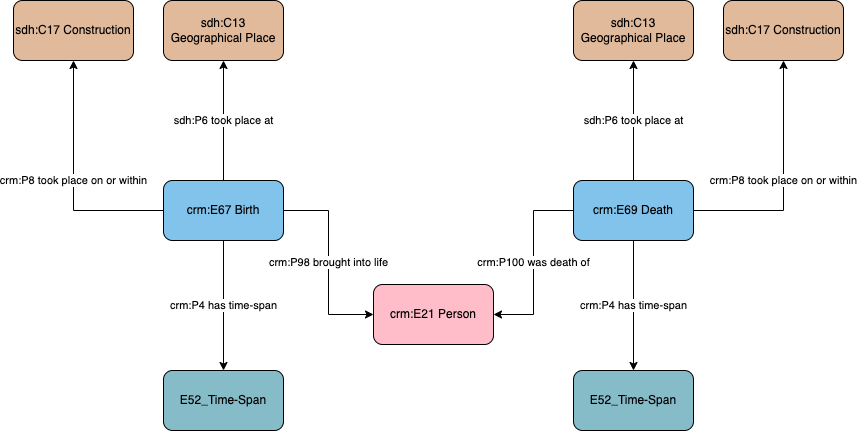 sdh:C17 Construction
sdh:C13
Geographical Place
sdh:C13
Geographical Place
sdh:C17 Construction
sdh:P6 took place at
sdh:P6 took place at
crm:P8 took place on or within
crm:P8 took place on or within
crm:E67 Birth
crm:E69 Death
crm:P98 brought into life
crm:P100 was death of
crm:P4 has time-span
crm:E21 Person
crm:P4 has time-span
E52_Time-Span
E52_Time-Span